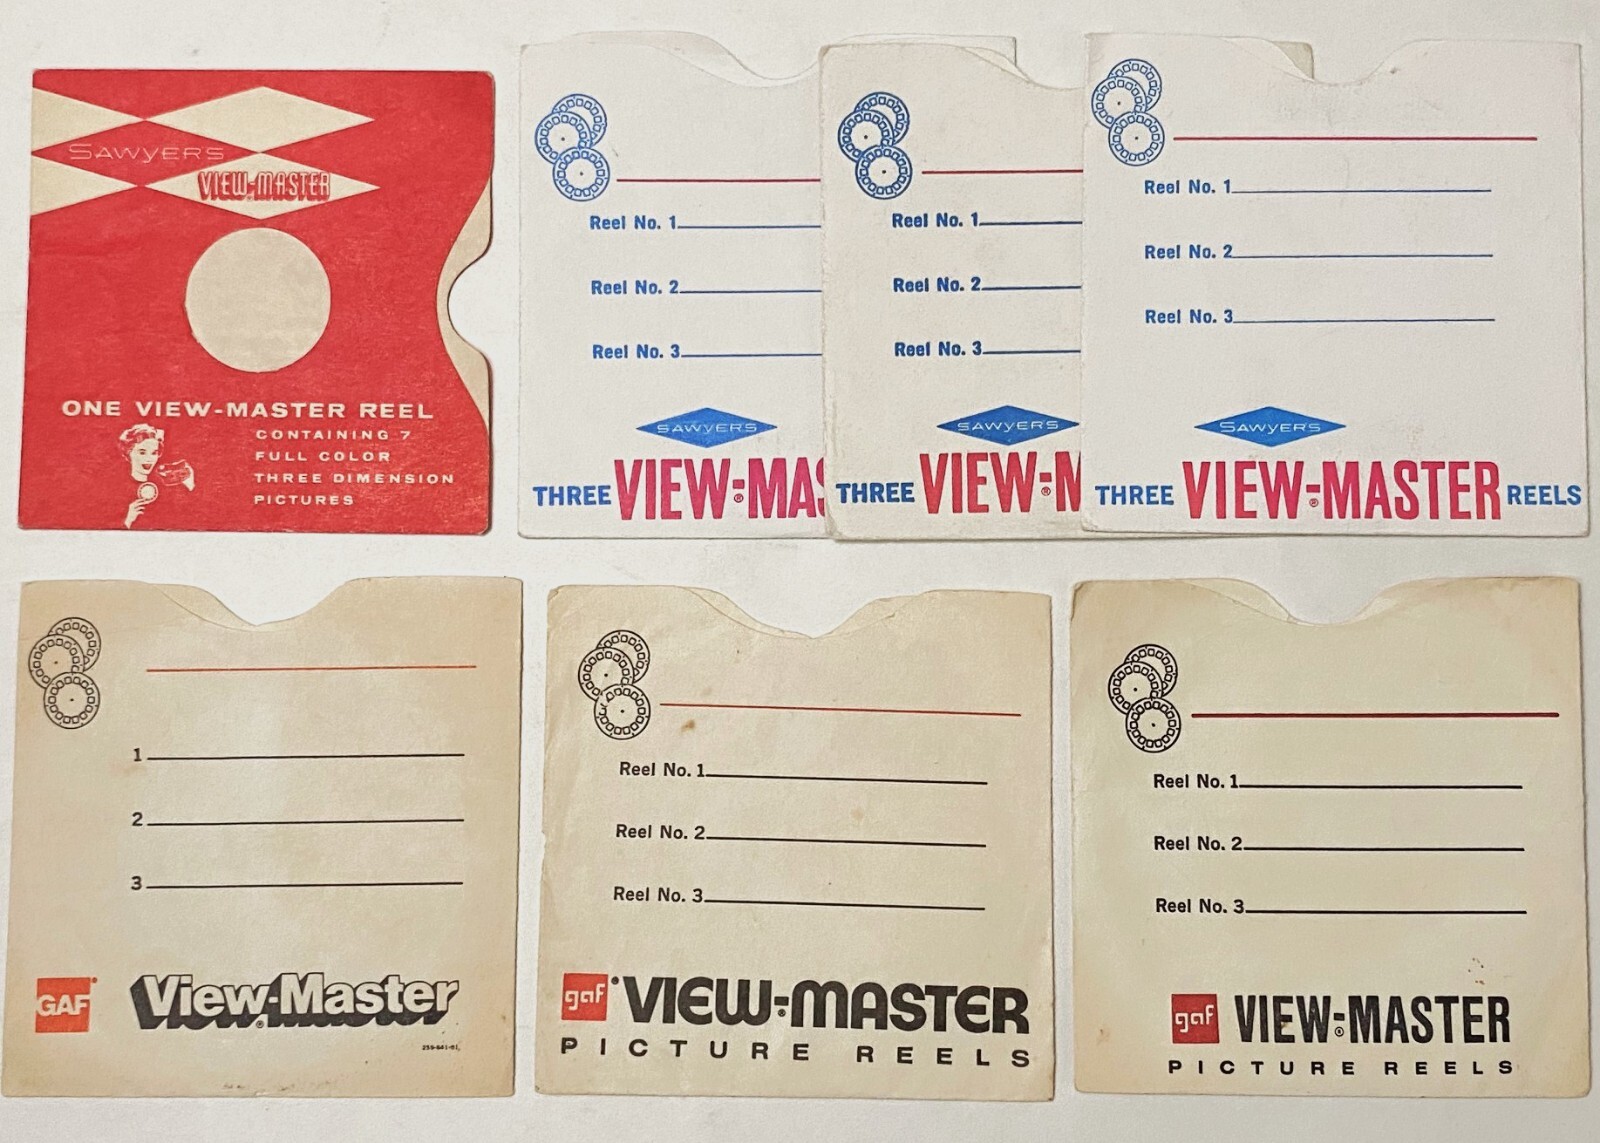 SAWYERS
VIEW-MASTER
ONE VIEW-MASTER REEL
CONTAINING 7
FULL COLOR
THREE DIMENSION
PICTURES
Reel No. 1
Reel No. 2
Reel No. 3
SAWYERS
THREE VIEW-MAS
Reel No. 1
Reel No. 2
Reel No. 3
SAWYERS
THREE VIEW-M
Reel No. 1
Reel No. 2
Reel No. 3
SAWYERS
THREE VIEW-MASTER REELS
1
2
3
GAF View-Master
Reel No. 1
Reel No. 2
Reel No. 3
gaf VIEW-MASTER
PICTURE REELS
Reel No. 1
Reel No. 2
Reel No. 3
gaf VIEW-MASTER
PICTURE REELS